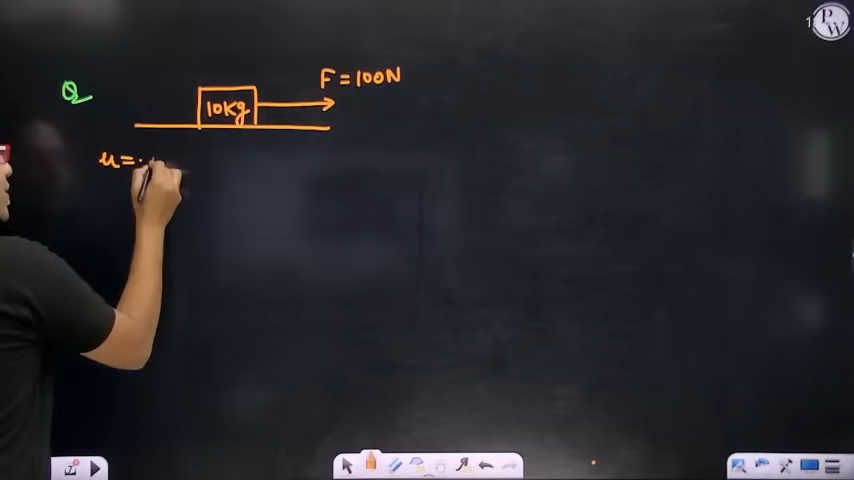 F = 100N
Q
10Kg
u =
P
W